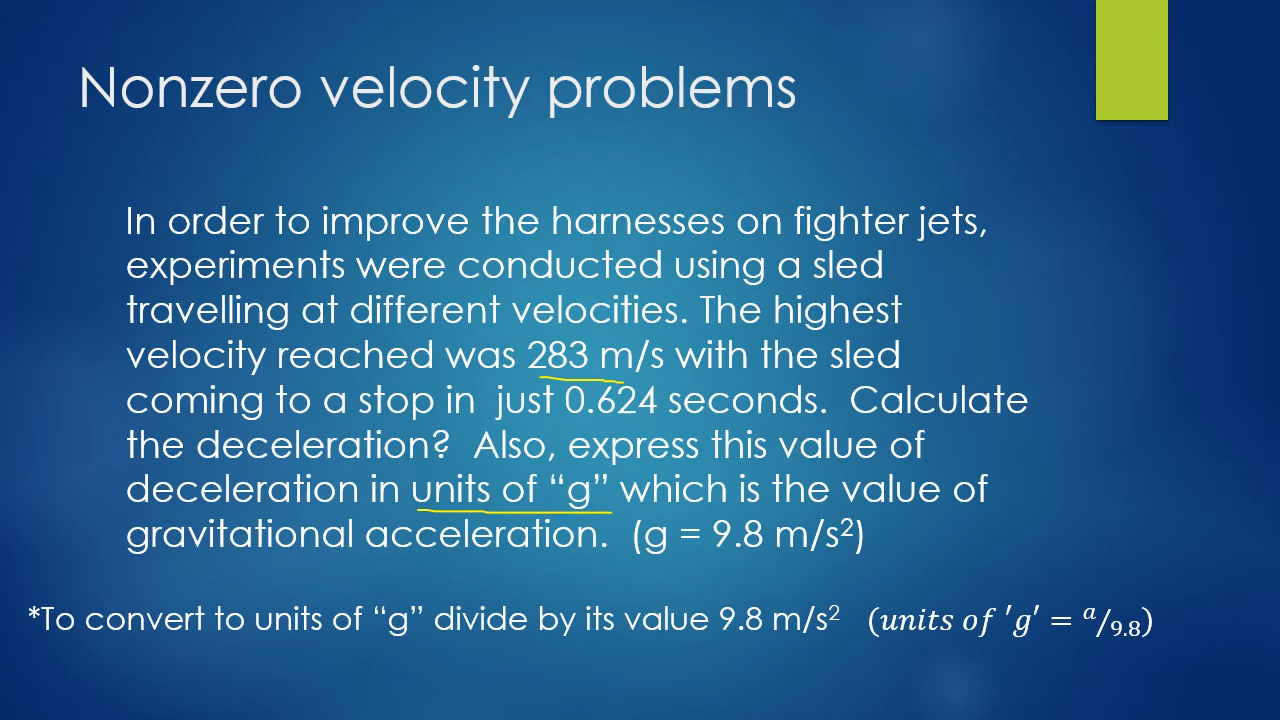 Nonzero velocity problems
In order to improve the harnesses on fighter jets,
experiments were conducted using a sled
travelling at different velocities. The highest
velocity reached was 283 m/s with the sled
coming to a stop in  just 0.624 seconds.  Calculate
the deceleration?  Also, express this value of
deceleration in units of “g” which is the value of
gravitational acceleration.  (g = 9.8 m/s²)
*To convert to units of “g” divide by its value 9.8 m/s²   (units of ′g′ = a/9.8)